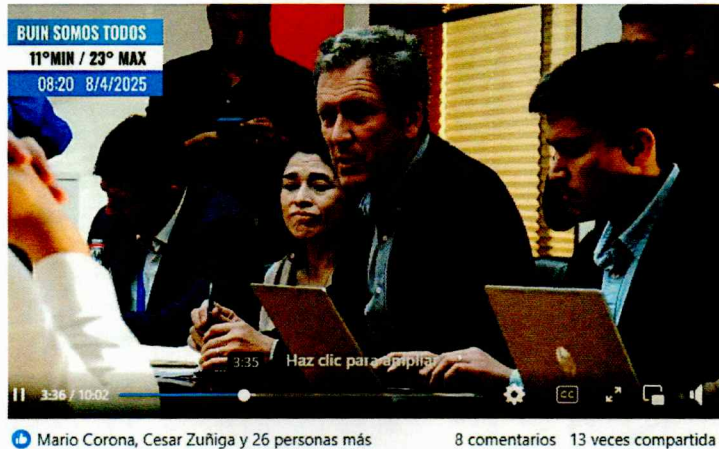 BUIN SOMOS TODOS
11°MIN / 23° MAX
08:20 8/4/2025
3:35 Haz clic para ampliar
3:36 / 10:02
CC
Mario Corona, Cesar Zuñiga y 26 personas más 8 comentarios 13 veces compartida